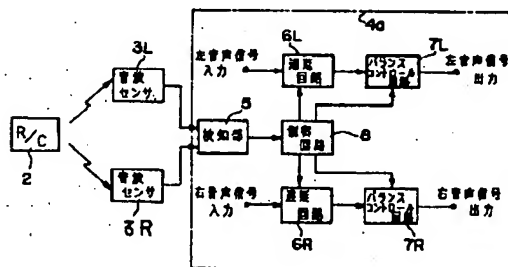 4a
3L
音波
センサ
R/C
2
音波
センサ
3R
5
検知部
左音声信号
入力
6L
遅延
回路
7L
バランス
コントロール
回路
左音声信号
出力
制御
回路
8
右音声信号
入力
遅延
回路
6R
バランス
コントロール
回路
7R
右音声信号
出力